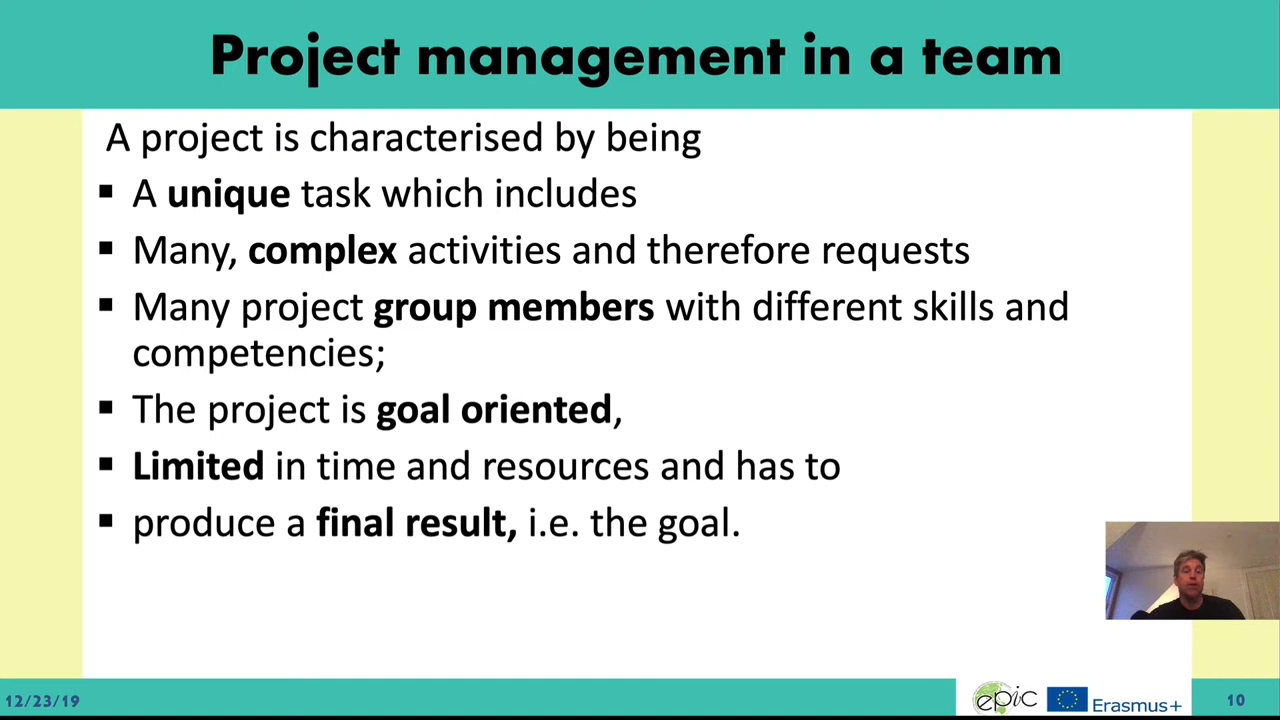 Project management in a team
A project is characterised by being
▪ A unique task which includes
▪ Many, complex activities and therefore requests
▪ Many project group members with different skills and
competencies;
▪ The project is goal oriented,
▪ Limited in time and resources and has to
▪ produce a final result, i.e. the goal.
12/23/19
epic
Erasmus+
10